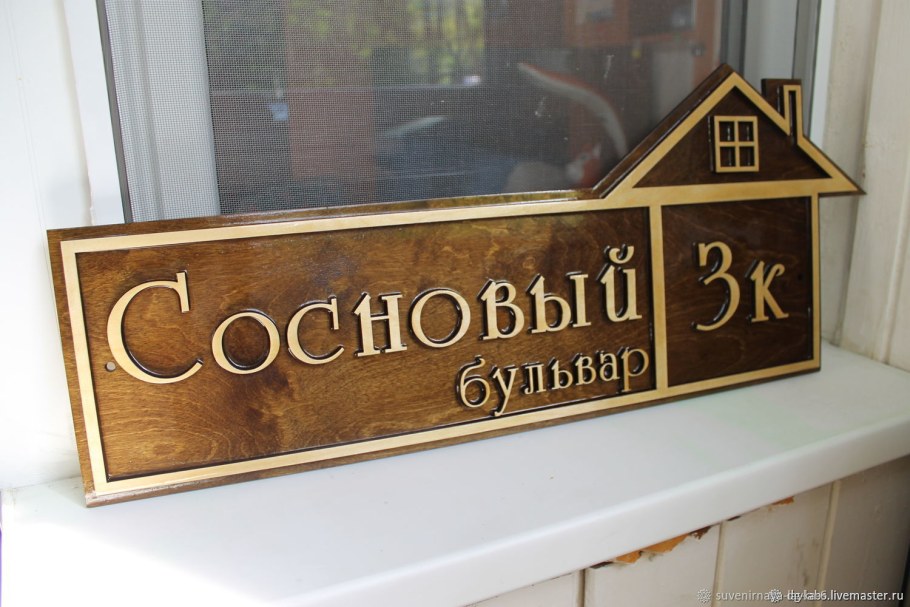 Сосновый
бульвар
3к